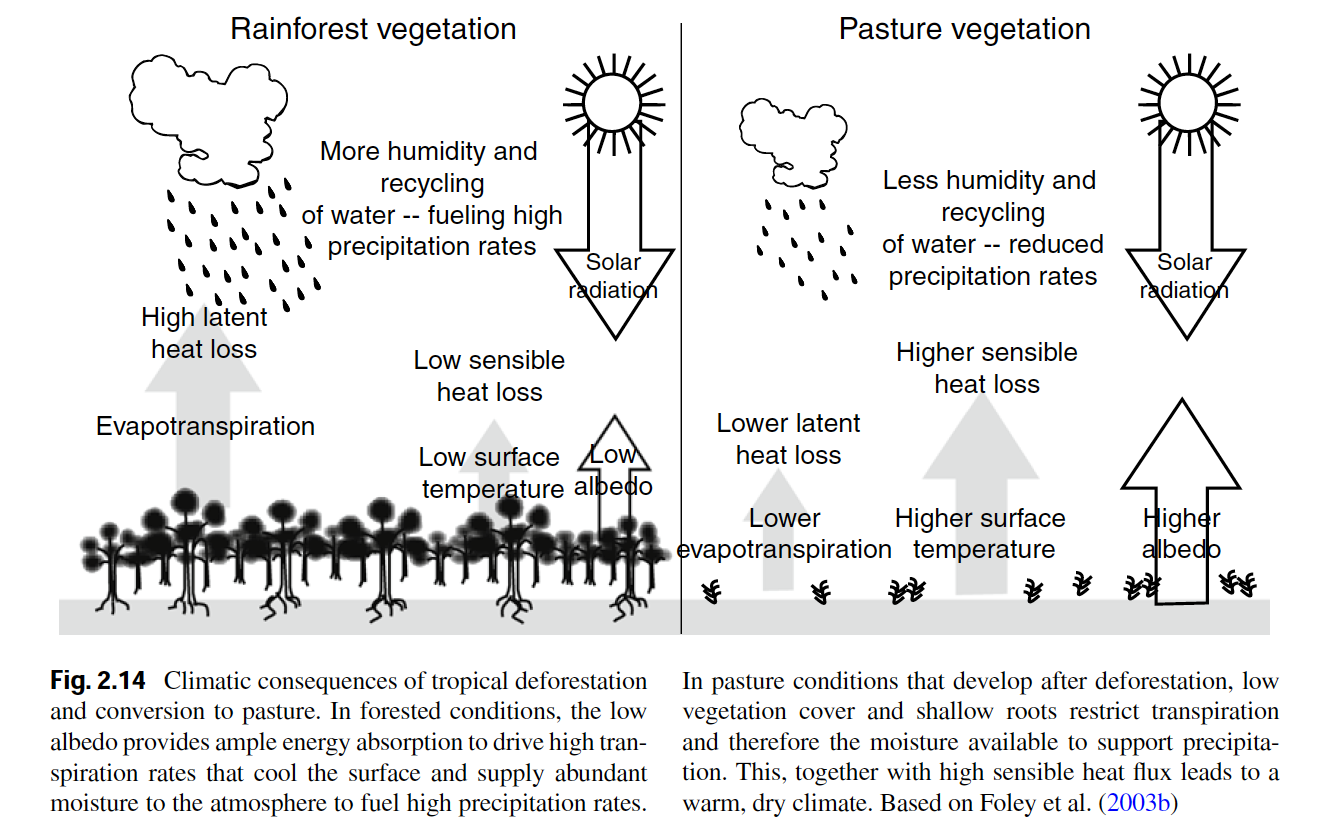 Rainforest vegetation
More humidity and
recycling
of water -- fueling high
precipitation rates
Solar
radiation
High latent
heat loss
Low sensible
heat loss
Evapotranspiration
Low surface
temperature
Low
albedo
Pasture vegetation
Less humidity and
recycling
of water -- reduced
precipitation rates
Solar
radiation
Higher sensible
heat loss
Lower latent
heat loss
Lower
evapotranspiration
Higher surface
temperature
Higher
albedo
Fig. 2.14 Climatic consequences of tropical deforestation
and conversion to pasture. In forested conditions, the low
albedo provides ample energy absorption to drive high tran-
spiration rates that cool the surface and supply abundant
moisture to the atmosphere to fuel high precipitation rates.
In pasture conditions that develop after deforestation, low
vegetation cover and shallow roots restrict transpiration
and therefore the moisture available to support precipita-
tion. This, together with high sensible heat flux leads to a
warm, dry climate. Based on Foley et al. (2003b)